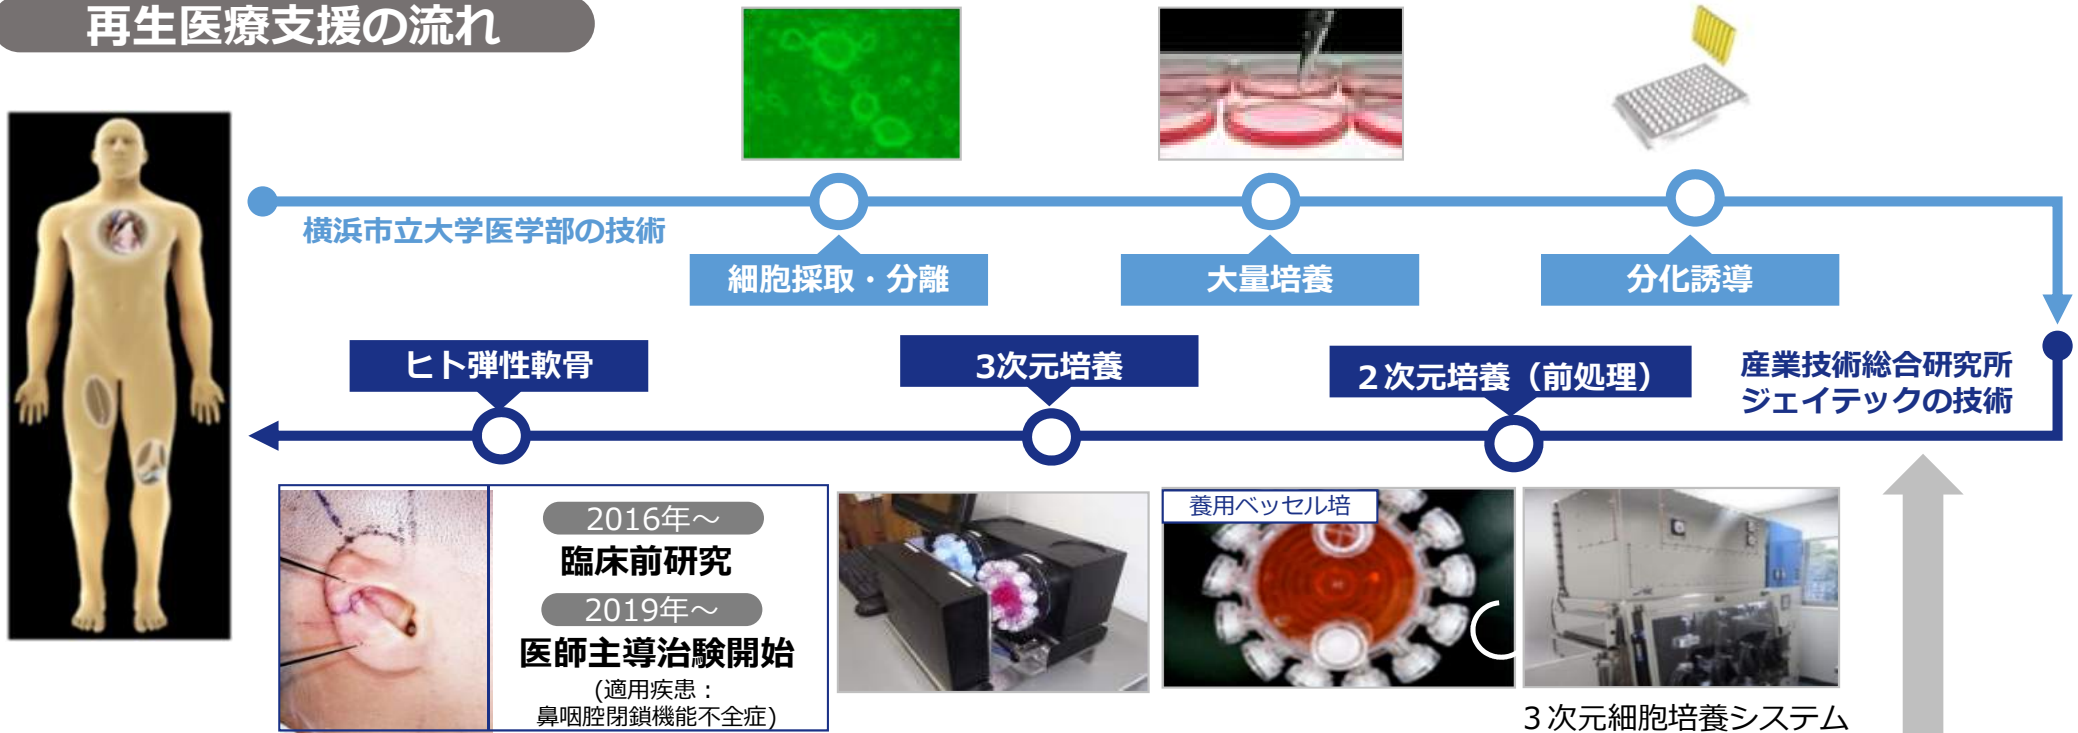 再生医療支援の流れ
横浜市立大学医学部の技術
細胞採取・分離
大量培養
分化誘導
ヒト弾性軟骨
3次元培養
２次元培養（前処理）
産業技術総合研究所
ジェイテックの技術
2016年～
臨床前研究
2019年～
医師主導治験開始
(適用疾患：
鼻咽腔閉鎖機能不全症)
養用ベッセル培
３次元細胞培養システム